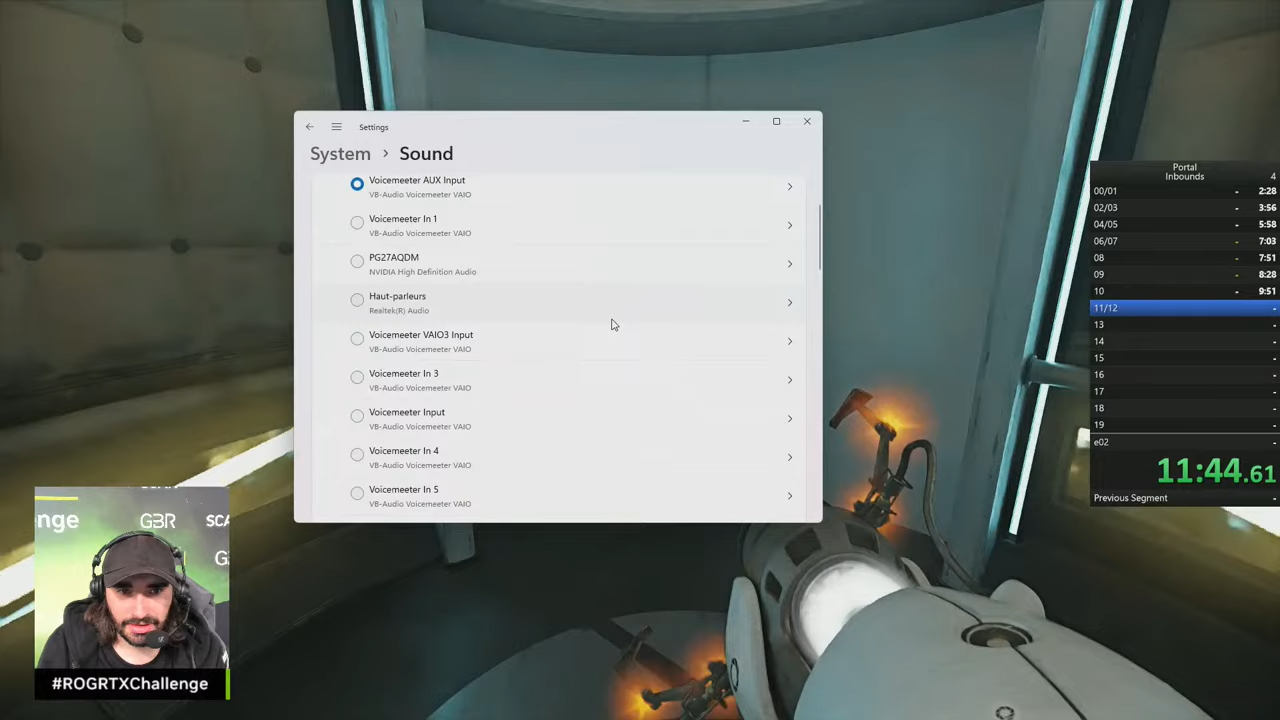 Settings
System > Sound
Voicemeeter AUX Input
VB-Audio Voicemeeter VAIO
Voicemeeter In 1
VB-Audio Voicemeeter VAIO
PG27AQDM
NVIDIA High Definition Audio
Haut-parleurs
Realtek(R) Audio
Voicemeeter VAIO3 Input
VB-Audio Voicemeeter VAIO
Voicemeeter In 3
VB-Audio Voicemeeter VAIO
Voicemeeter Input
VB-Audio Voicemeeter VAIO
Voicemeeter In 4
VB-Audio Voicemeeter VAIO
Voicemeeter In 5
VB-Audio Voicemeeter VAIO
Portal
Inbounds 4
00/01 - 2:28
02/03 - 3:56
04/05 - 5:58
06/07 - 7:03
08 - 7:51
09 - 8:28
10 - 9:51
11/12 -
13 -
14 -
15 -
16 -
17 -
18 -
19 -
e02 -
11:44.61
Previous Segment -
nge GBR SCA
G
#ROGRTXChallenge